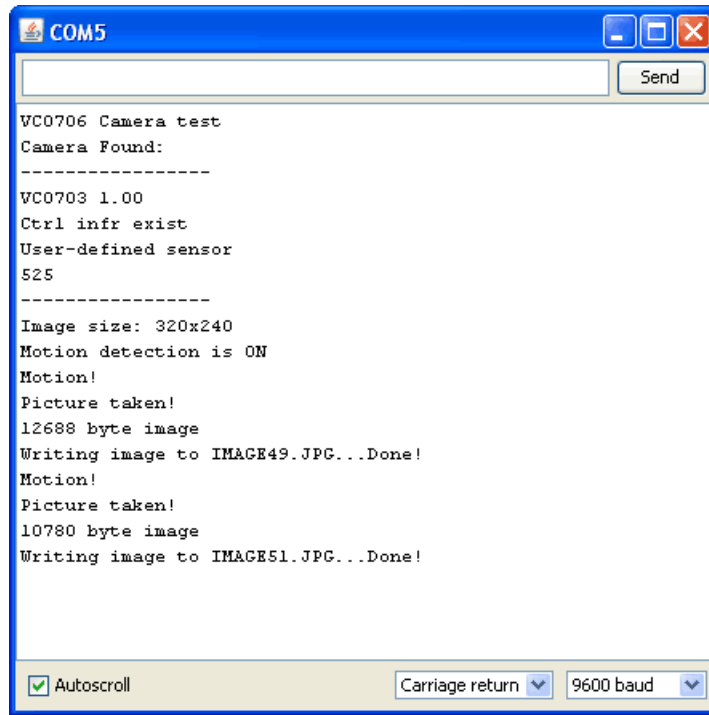 COM5
Send
VC0706 Camera test
Camera Found:
-----------------
VC0703 1.00
Ctrl infr exist
User-defined sensor
525
-----------------
Image size: 320x240
Motion detection is ON
Motion!
Picture taken!
12688 byte image
Writing image to IMAGE49.JPG...Done!
Motion!
Picture taken!
10780 byte image
Writing image to IMAGE51.JPG...Done!
Autoscroll Carriage return 9600 baud